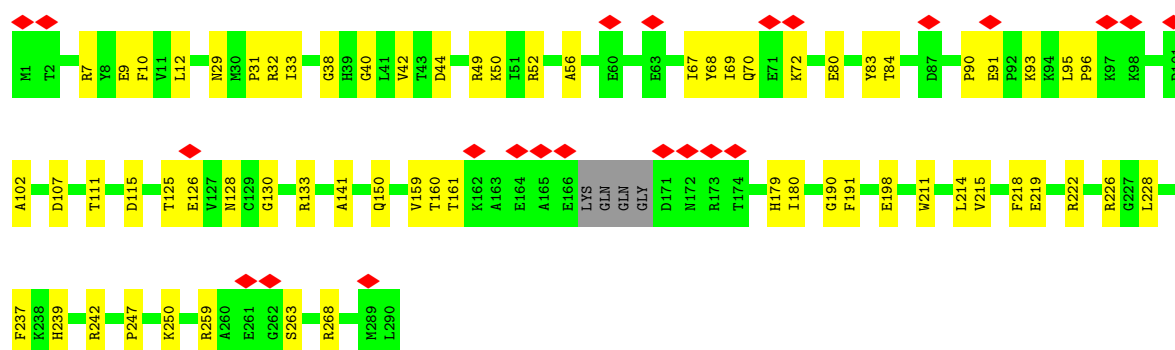 M1 T2 R7 Y8 E9 F10 V11 L12 N29 M30 P31 R32 I33 G38 H39 G40 L41 V42 T43 D44 R49 K50 I51 R52 A56 E60 E63 I67 Y68 I69 Q70 E71 K72 E80 Y83 T84 D87 P90 E91 P92 K93 K94 L95 P96 K97 K98
A102 D107 T111 D115 T125 E126 V127 N128 C129 G130 R133 A141 Q150 V159 T160 T161 K162 A163 E164 A165 E166 LYS GLN GLN GLY D171 N172 R173 T174 H179 I180 G190 F191 E198 W211 L214 V215 F218 E219 R222 R226 G227 L228
F237 K238 H239 R242 P247 K250 R259 A260 E261 G262 S263 R268 M289 L290